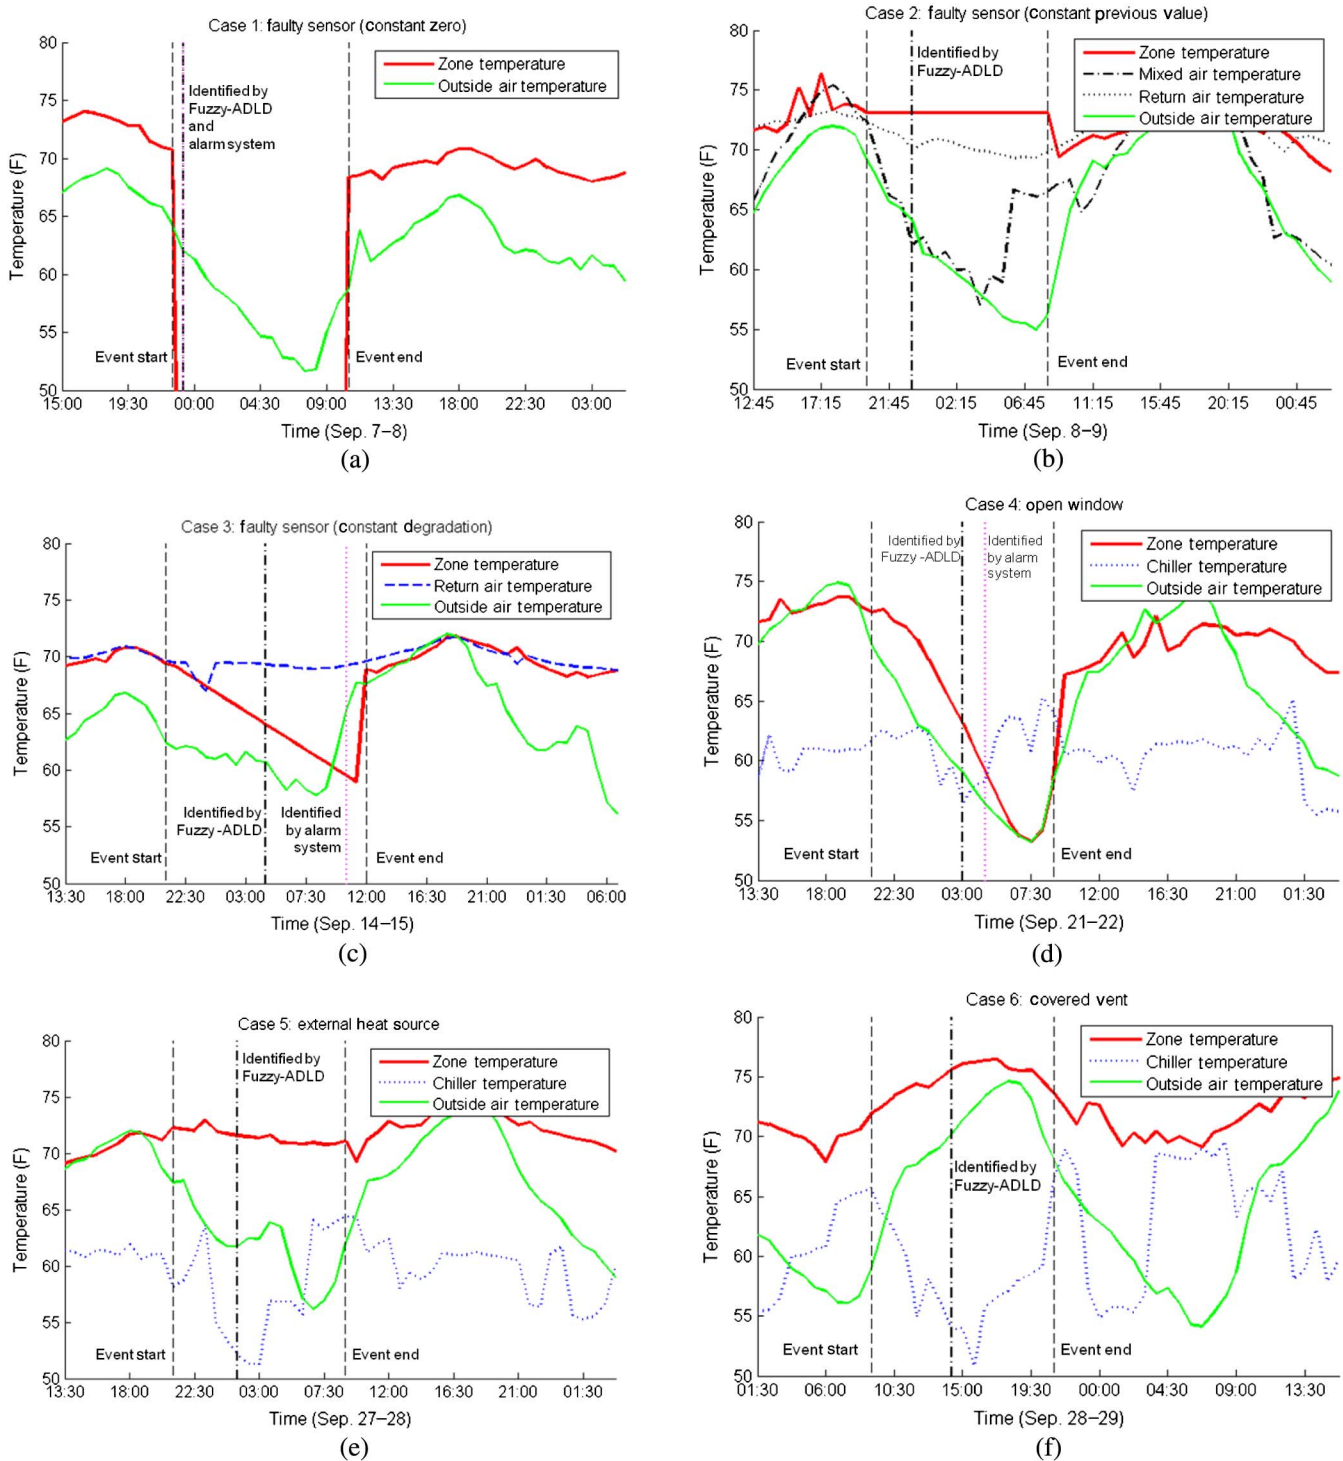 Case 1: faulty sensor (constant zero)
80
75
70
65
60
55
50
Temperature (F)
Zone temperature
Outside air temperature
Identified by
Fuzzy-ADLD
and
alarm system
Event start
Event end
15:00 19:30 00:00 04:30 09:00 13:30 18:00 22:30 03:00
Time (Sep. 7–8)
(a)
Case 2: faulty sensor (constant previous value)
80
75
70
65
60
55
50
Temperature (F)
Identified by
Fuzzy-ADLD
Zone temperature
Mixed air temperature
Return air temperature
Outside air temperature
Event start
Event end
12:45 17:15 21:45 02:15 06:45 11:15 15:45 20:15 00:45
Time (Sep. 8–9)
(b)
Case 3: faulty sensor (constant degradation)
80
75
70
65
60
55
50
Temperature (F)
Zone temperature
Return air temperature
Outside air temperature
Identified by
Fuzzy-ADLD
Identified
by alarm
system
Event start
Event end
13:30 18:00 22:30 03:00 07:30 12:00 16:30 21:00 01:30 06:00
Time (Sep. 14–15)
(c)
Case 4: open window
80
75
70
65
60
55
50
Temperature (F)
Identified by
Fuzzy-ADLD
Identified
by alarm
system
Zone temperature
Chiller temperature
Outside air temperature
Event start
Event end
13:30 18:00 22:30 03:00 07:30 12:00 16:30 21:00 01:30
Time (Sep. 21–22)
(d)
Case 5: external heat source
80
75
70
65
60
55
50
Temperature (F)
Identified by
Fuzzy-ADLD
Zone temperature
Chiller temperature
Outside air temperature
Event start
Event end
13:30 18:00 22:30 03:00 07:30 12:00 16:30 21:00 01:30
Time (Sep. 27–28)
(e)
Case 6: covered vent
80
75
70
65
60
55
50
Temperature (F)
Zone temperature
Chiller temperature
Outside air temperature
Identified by
Fuzzy-ADLD
Event start
Event end
01:30 06:00 10:30 15:00 19:30 00:00 04:30 09:00 13:30
Time (Sep. 28–29)
(f)